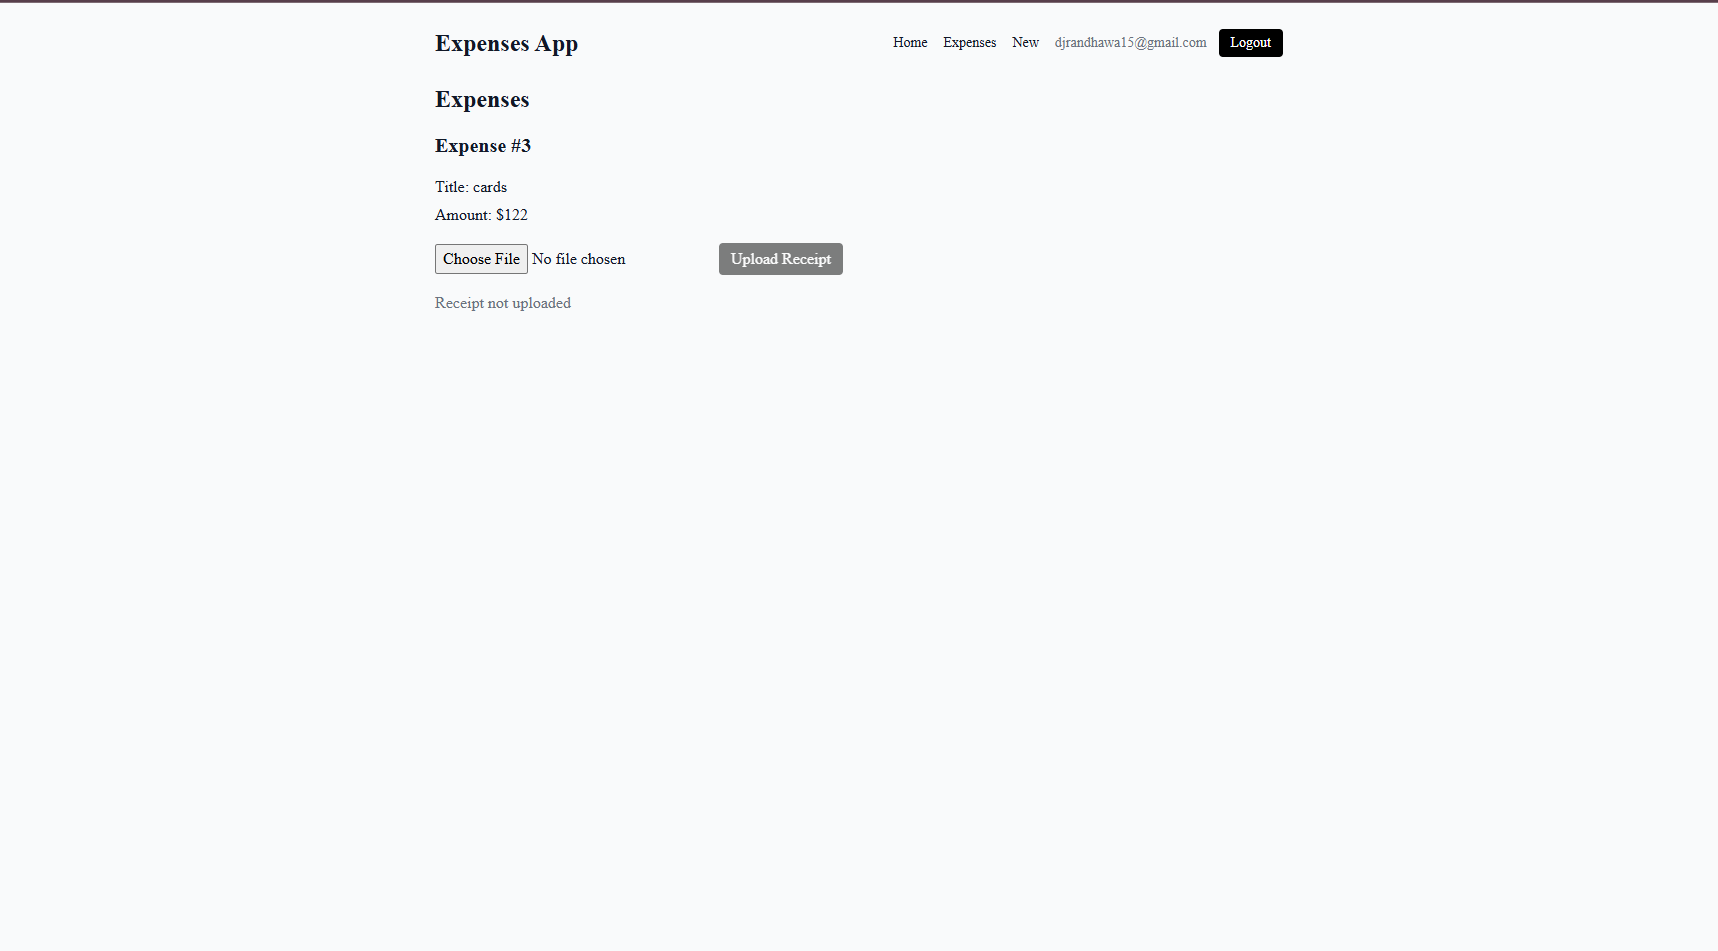 Expenses App
Home Expenses New djrandhawa15@gmail.com Logout
Expenses
Expense #3
Title: cards
Amount: $122
Choose File No file chosen Upload Receipt
Receipt not uploaded